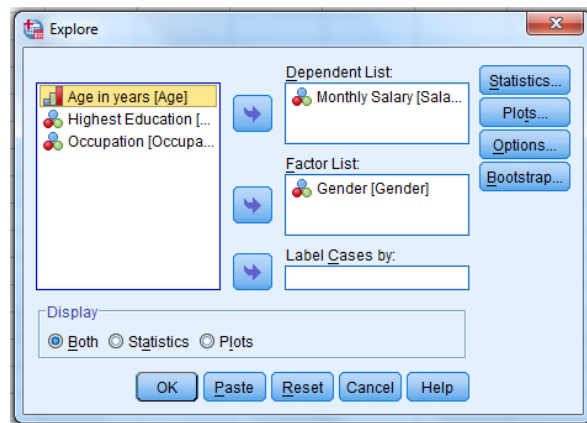 Explore
Age in years [Age]
Highest Education [...
Occupation [Occupa...
Dependent List:
Monthly Salary [Sala...
Factor List:
Gender [Gender]
Label Cases by:
Statistics...
Plots...
Options...
Bootstrap...
Display
Both Statistics Plots
OK Paste Reset Cancel Help